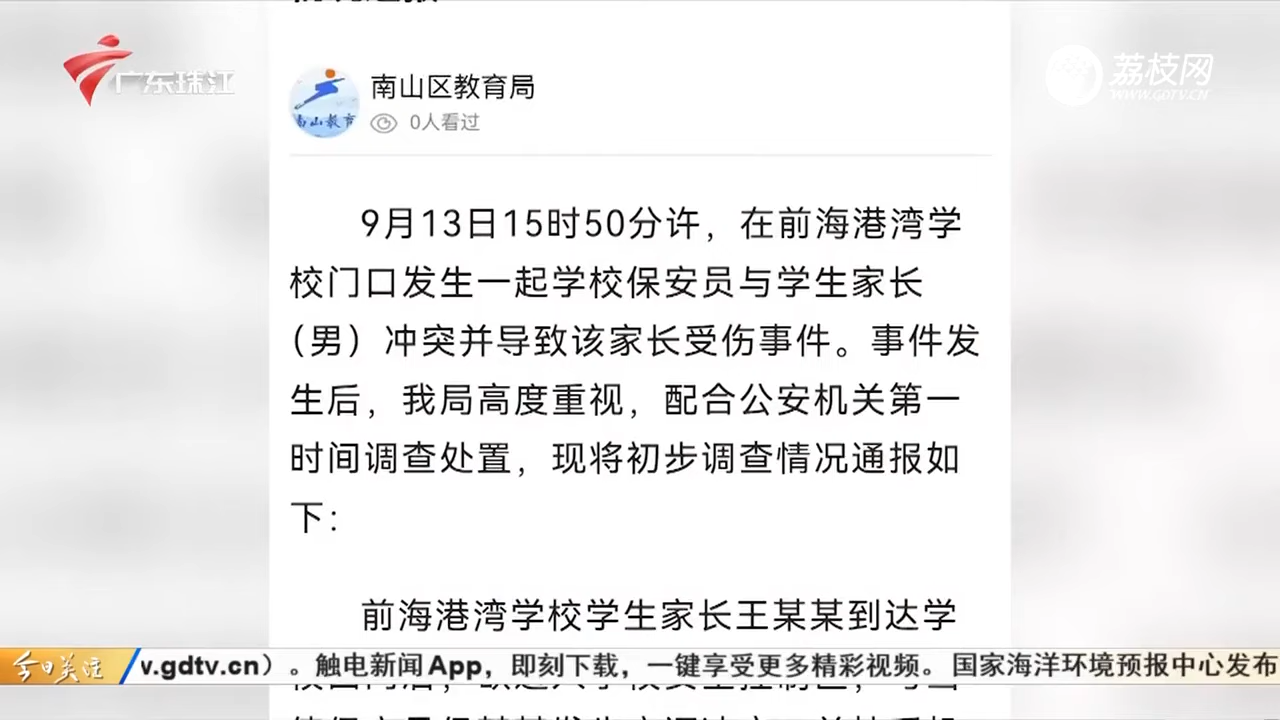 广东珠江
荔枝网
WWW.GDTV.CN
南山区教育局
南山教育
0人看过
9月13日15时50分许，在前海港湾学
校门口发生一起学校保安员与学生家长
（男）冲突并导致该家长受伤事件。事件发
生后，我局高度重视，配合公安机关第一
时间调查处置，现将初步调查情况通报如
下：
前海港湾学校学生家长王某某到达学
今日关注
v.gdtv.cn）。触电新闻App，即刻下载，一键享受更多精彩视频。国家海洋环境预报中心发布